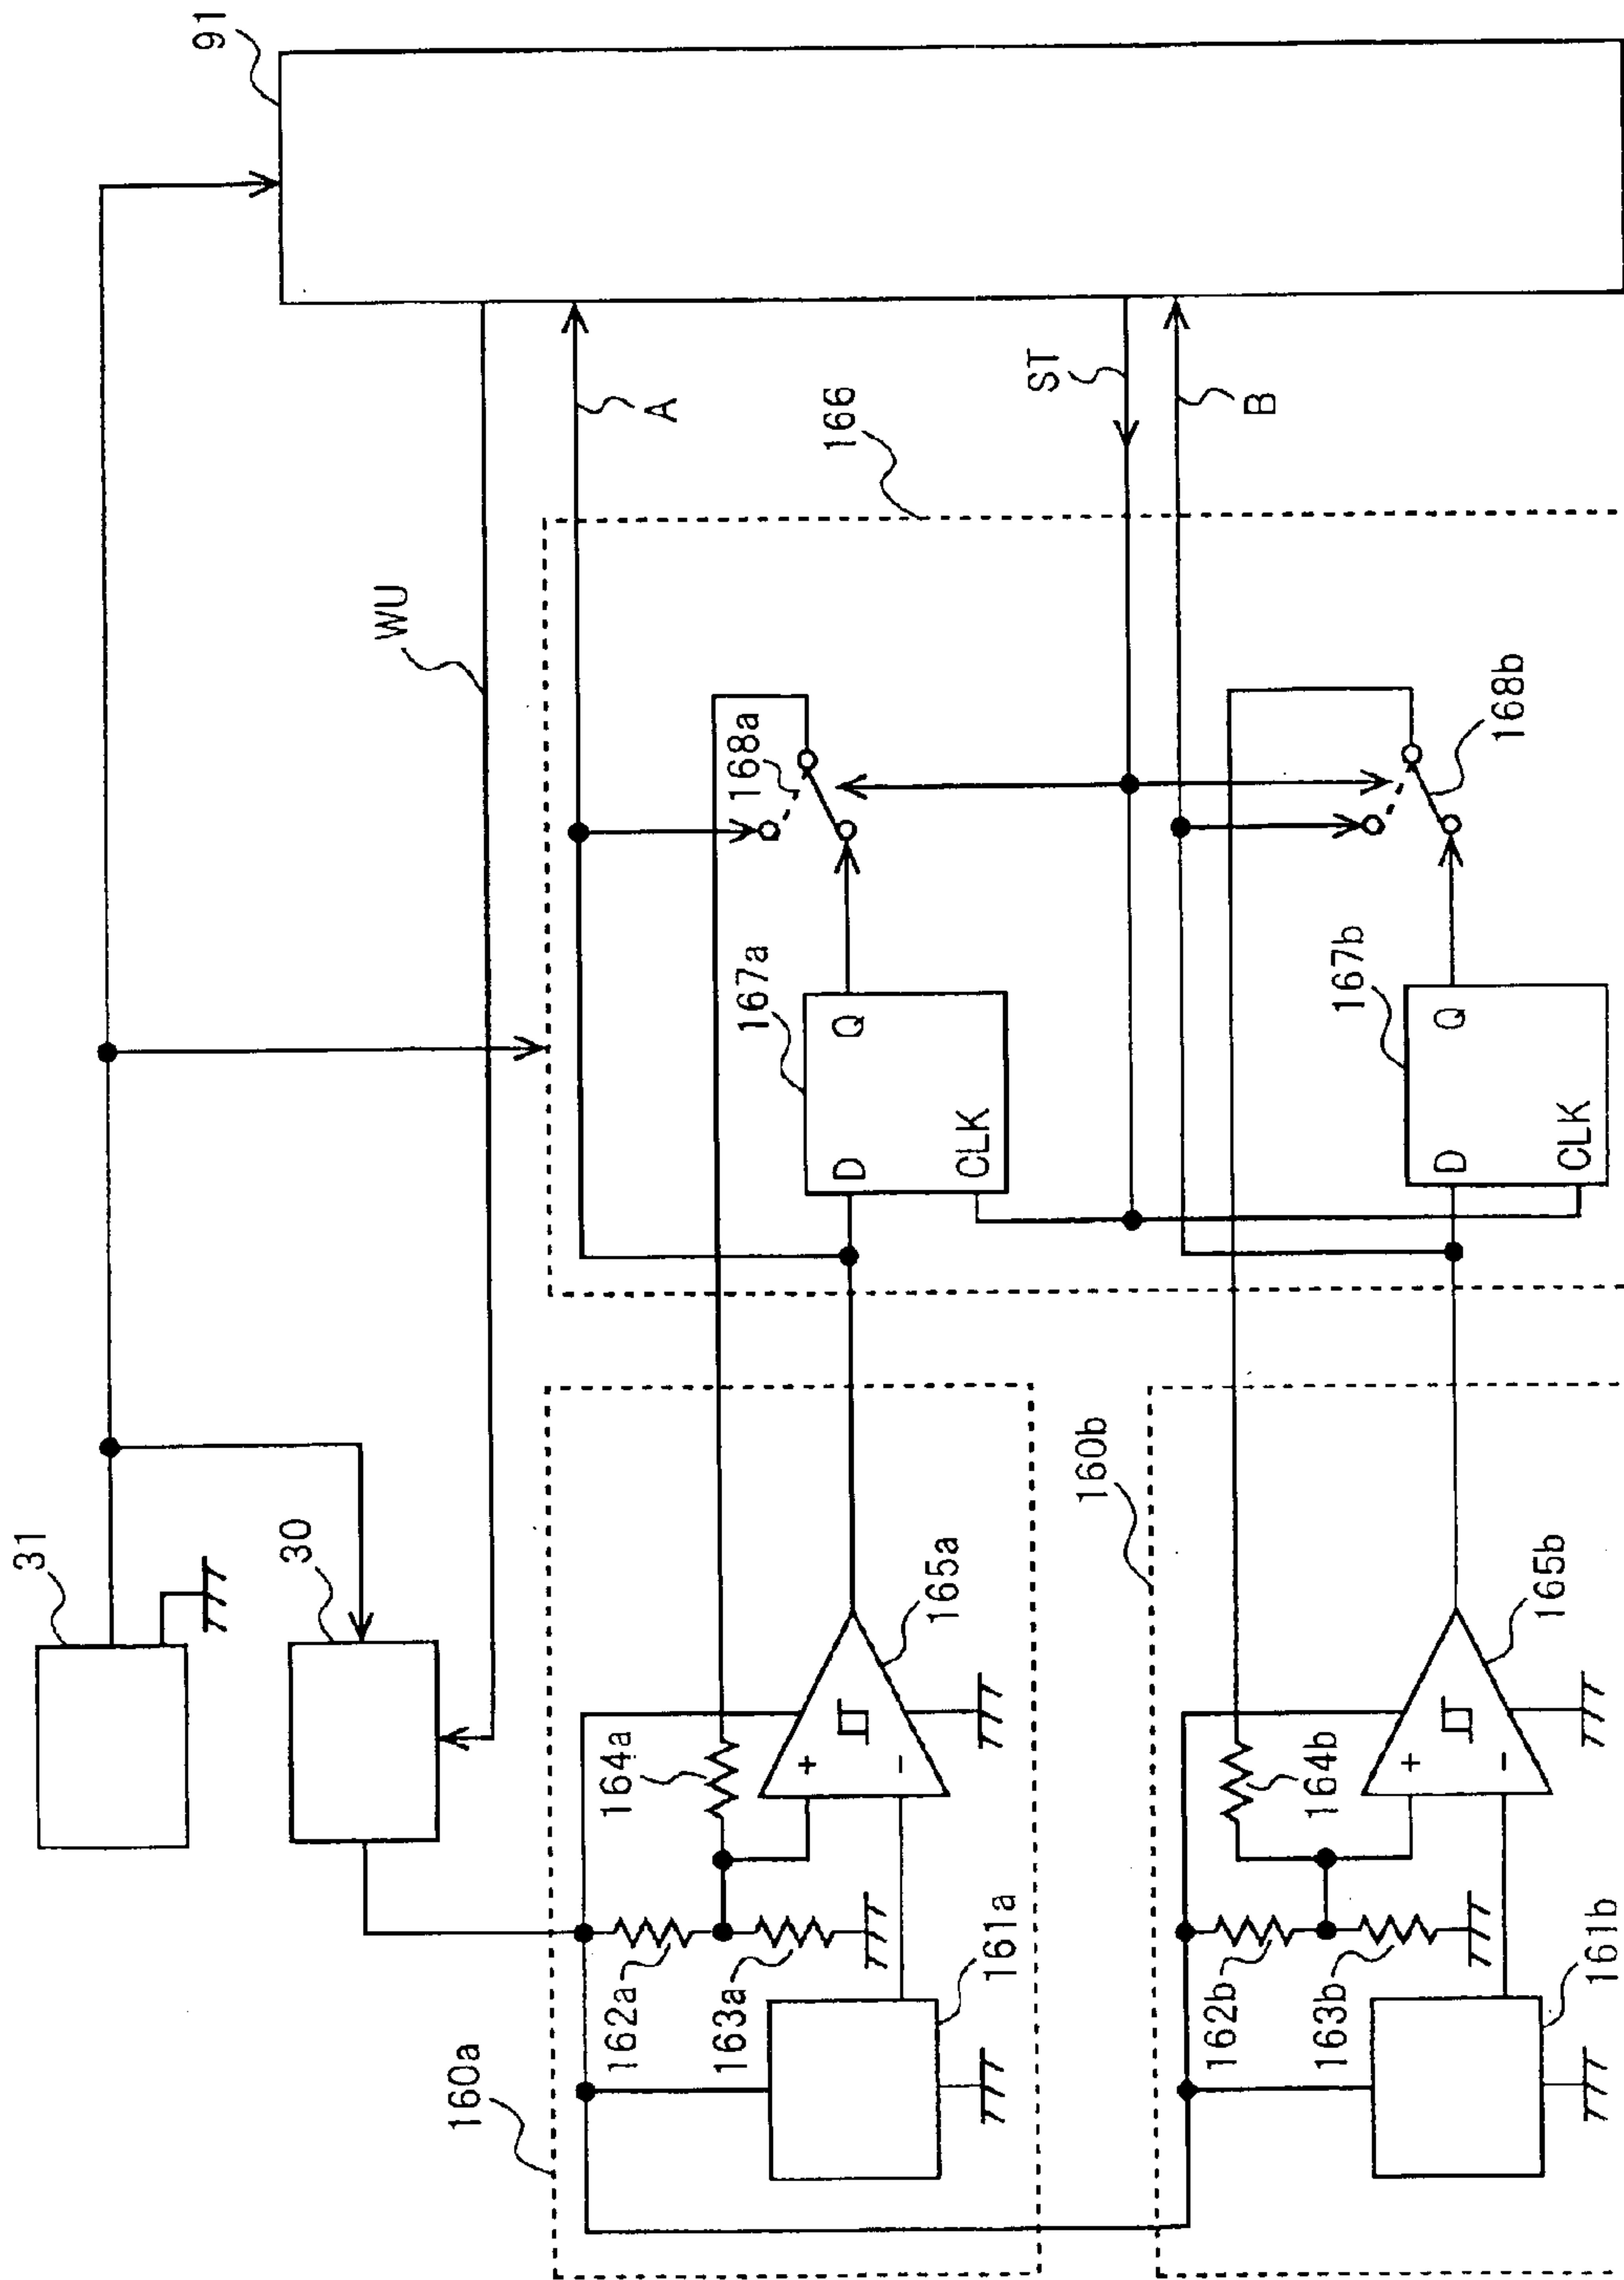 91
31
30
WU
A
ST
B
166
168a
168b
167a
D
Q
CLK
167b
D
Q
CLK
160a
162a
163a
164a
161a
165a
+
−
160b
162b
163b
164b
161b
165b
+
−